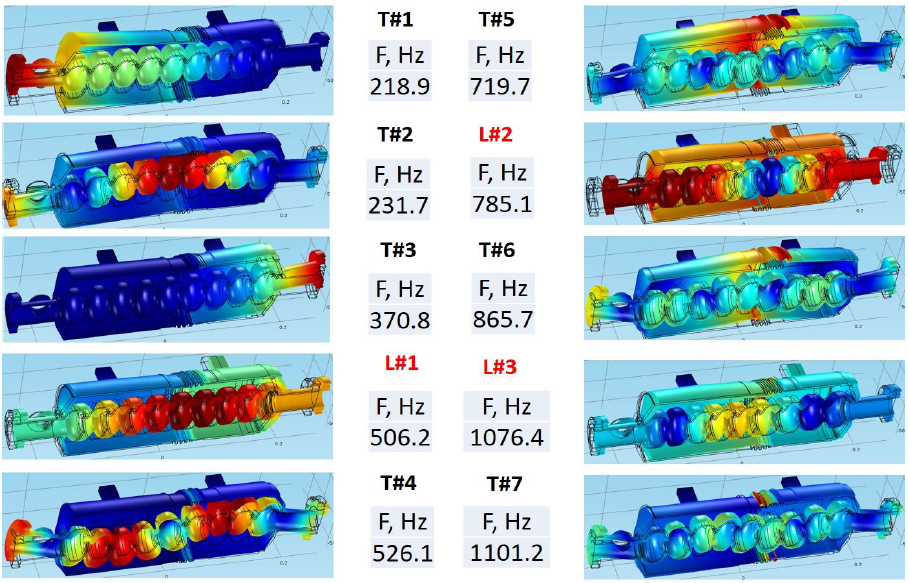 T#1 T#5
F, Hz F, Hz
218.9 719.7
T#2 L#2
F, Hz F, Hz
231.7 785.1
T#3 T#6
F, Hz F, Hz
370.8 865.7
L#1 L#3
F, Hz F, Hz
506.2 1076.4
T#4 T#7
F, Hz F, Hz
526.1 1101.2